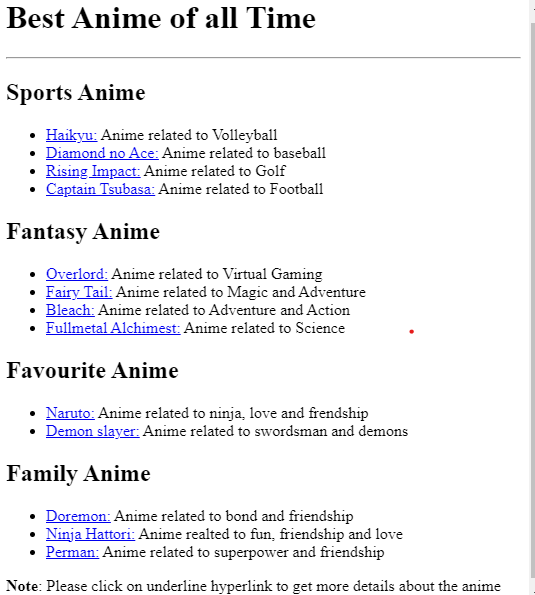 Best Anime of all Time
Sports Anime
Haikyu: Anime related to Volleyball
Diamond no Ace: Anime related to baseball
Rising Impact: Anime related to Golf
Captain Tsubasa: Anime related to Football
Fantasy Anime
Overlord: Anime related to Virtual Gaming
Fairy Tail: Anime related to Magic and Adventure
Bleach: Anime related to Adventure and Action
Fullmetal Alchimest: Anime related to Science
Favourite Anime
Naruto: Anime related to ninja, love and frendship
Demon slayer: Anime related to swordsman and demons
Family Anime
Doremon: Anime related to bond and friendship
Ninja Hattori: Anime realted to fun, friendship and love
Perman: Anime related to superpower and friendship
Note: Please click on underline hyperlink to get more details about the anime